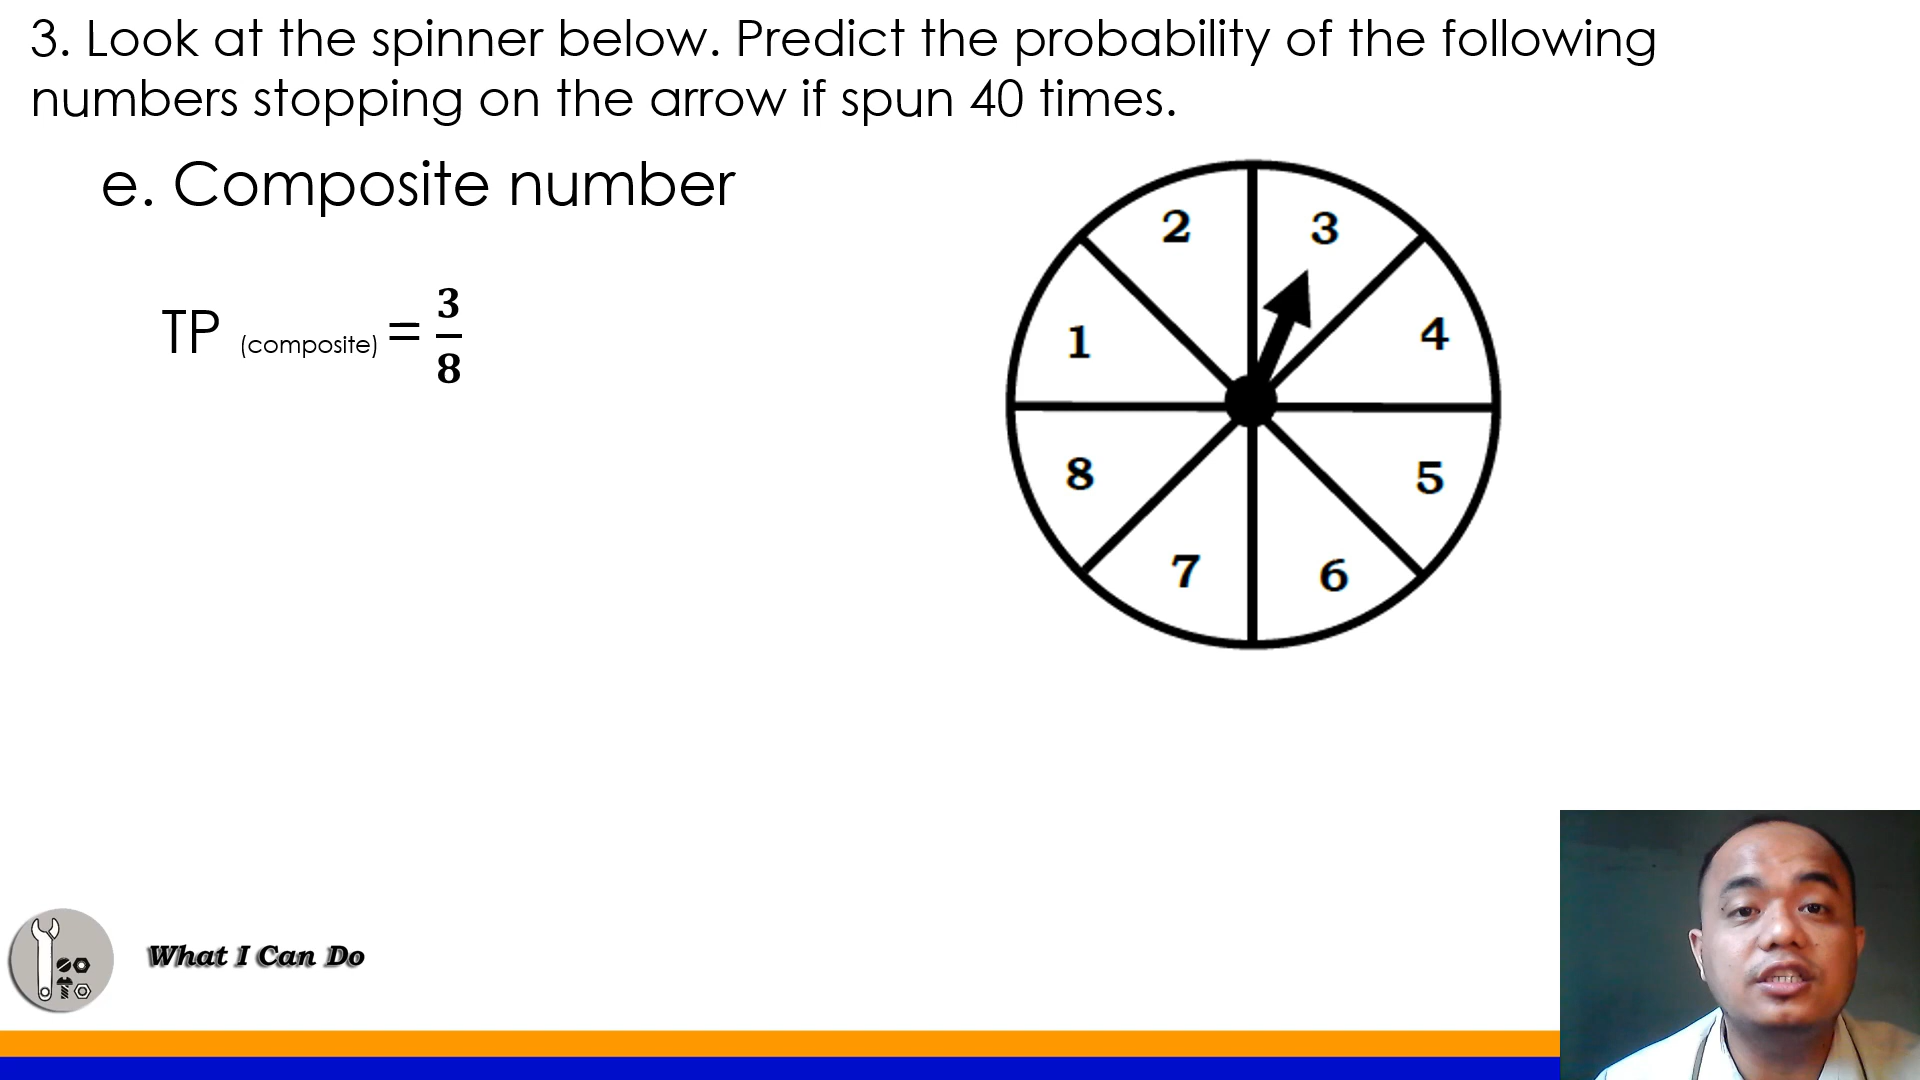 3. Look at the spinner below. Predict the probability of the following
numbers stopping on the arrow if spun 40 times.
e. Composite number
TP (composite) = 3/8
2 3
1 4
8 5
7 6
What I Can Do